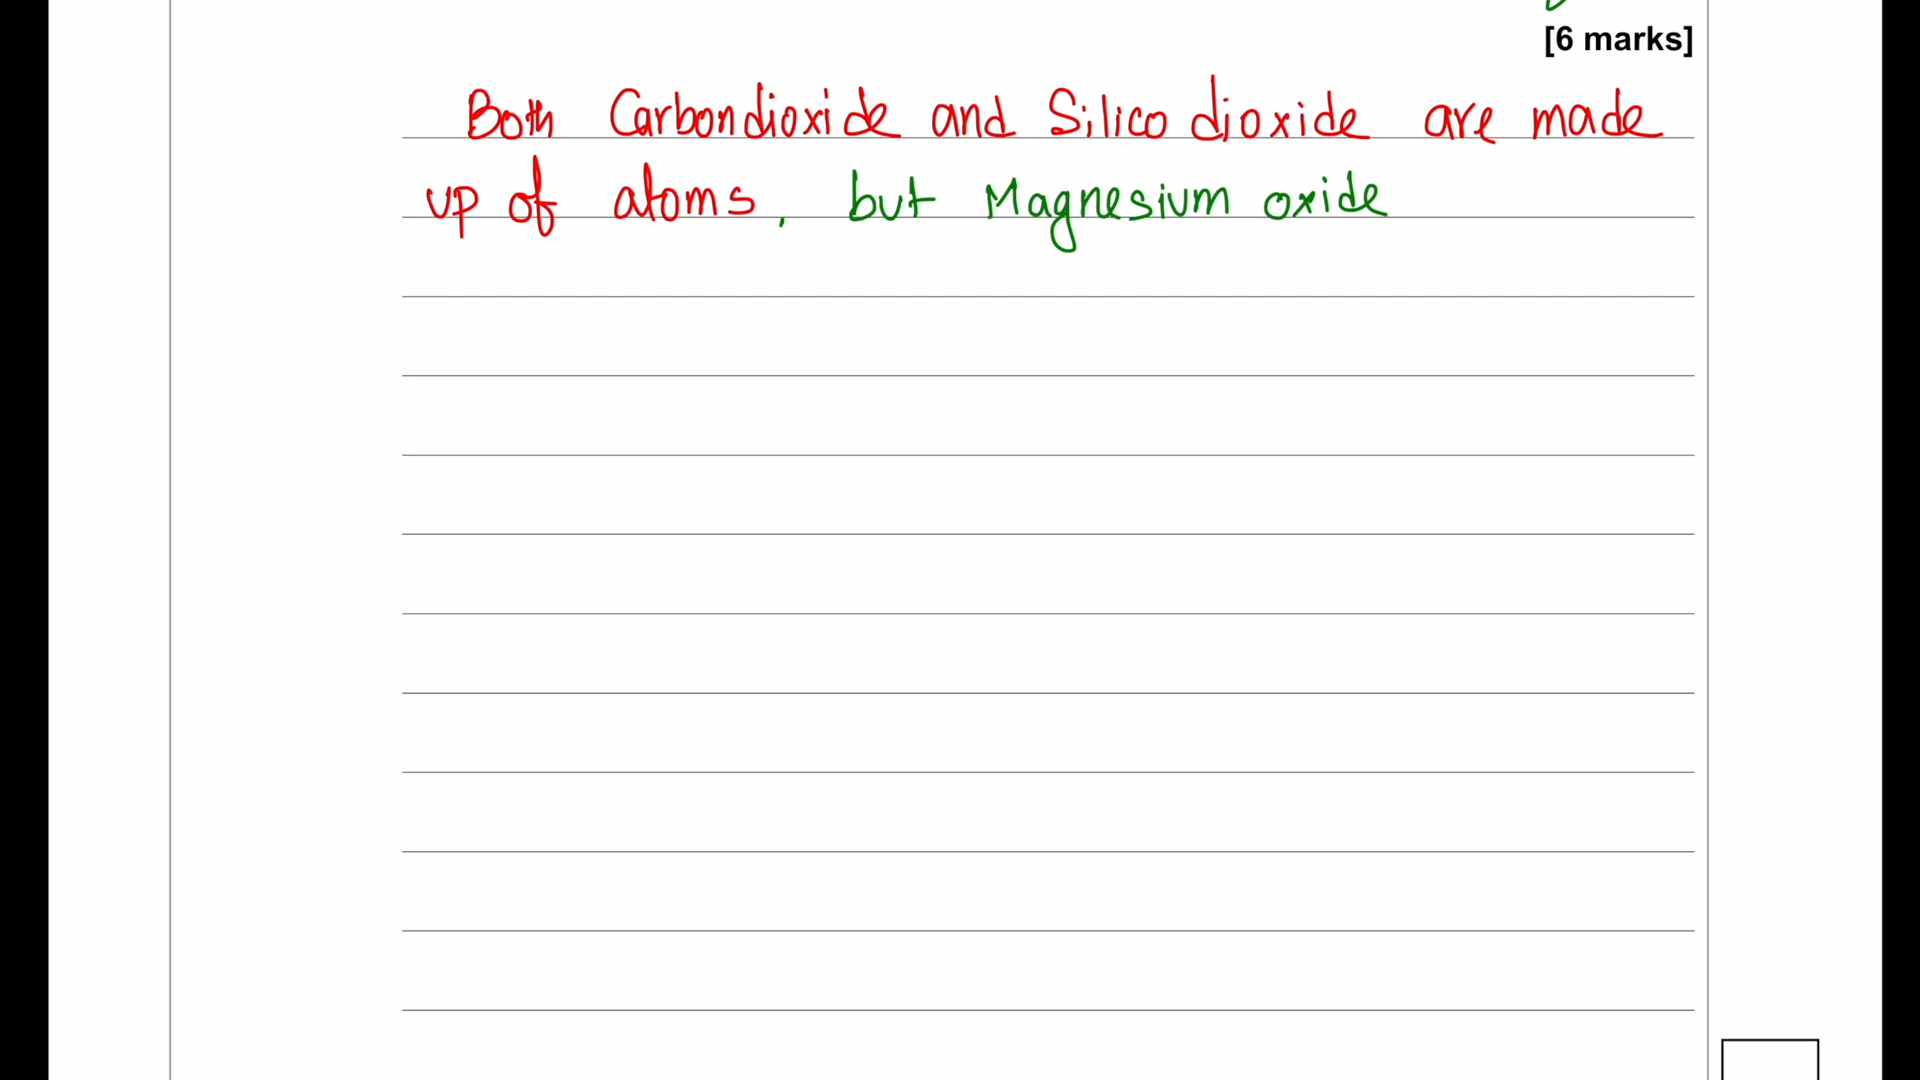 [6 marks]
Both Carbondioxide and Silico dioxide are made
up of atoms, but Magnesium oxide